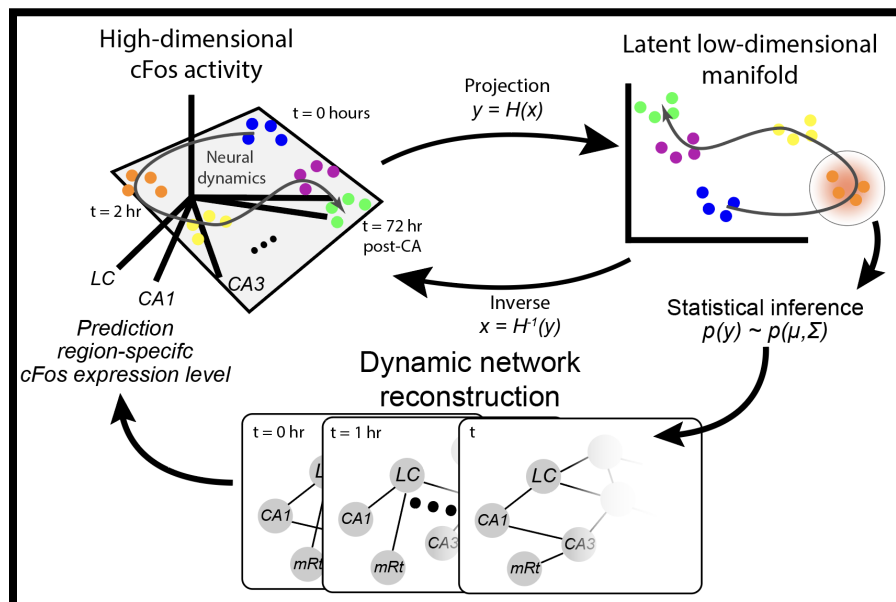 High-dimensional
cFos activity
t = 0 hours
Neural
dynamics
t = 2 hr
t = 72 hr
post-CA
LC
CA1
CA3
Projection
y = H(x)
Latent low-dimensional
manifold
Inverse
x = H⁻¹(y)
Statistical inference
p(y) ~ p(μ,Σ)
Prediction
region-specifc
cFos expression level
Dynamic network
reconstruction
t = 0 hr
t = 1 hr
t
LC
CA1
mRt
LC
CA1
CA3
mRt
LC
CA1
CA3
mRt